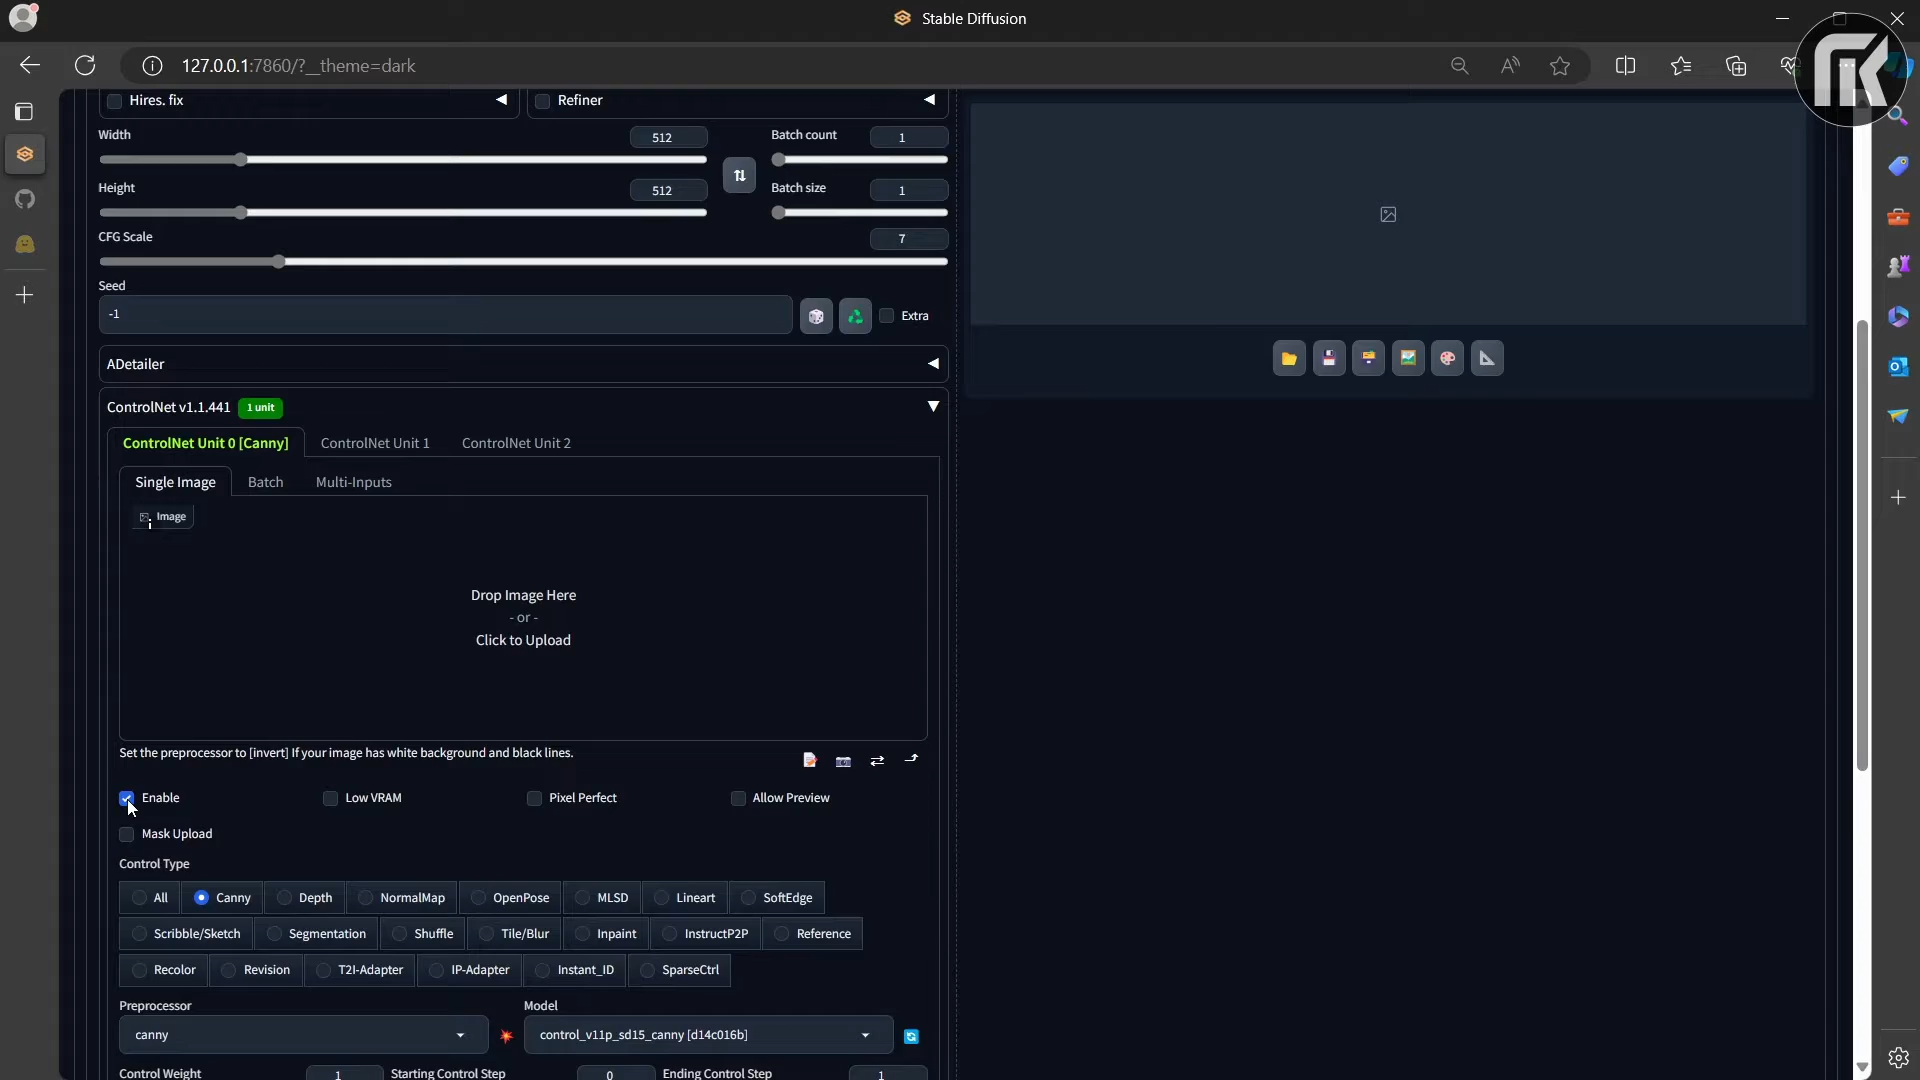 Stable Diffusion
127.0.0.1:7860/?__theme=dark
Hires. fix
Refiner
Width
512
Batch count
1
Height
512
Batch size
1
CFG Scale
7
Seed
-1
Extra
ADetailer
ControlNet v1.1.441
1 unit
ControlNet Unit 0 [Canny]
ControlNet Unit 1
ControlNet Unit 2
Single Image
Batch
Multi-Inputs
Image
Drop Image Here
- or -
Click to Upload
Set the preprocessor to [invert] If your image has white background and black lines.
Enable
Low VRAM
Pixel Perfect
Allow Preview
Mask Upload
Control Type
All
Canny
Depth
NormalMap
OpenPose
MLSD
Lineart
SoftEdge
Scribble/Sketch
Segmentation
Shuffle
Tile/Blur
Inpaint
InstructP2P
Reference
Recolor
Revision
T2I-Adapter
IP-Adapter
Instant_ID
SparseCtrl
Preprocessor
Model
canny
control_v11p_sd15_canny [d14c016b]
Control Weight
1
Starting Control Step
0
Ending Control Step
1